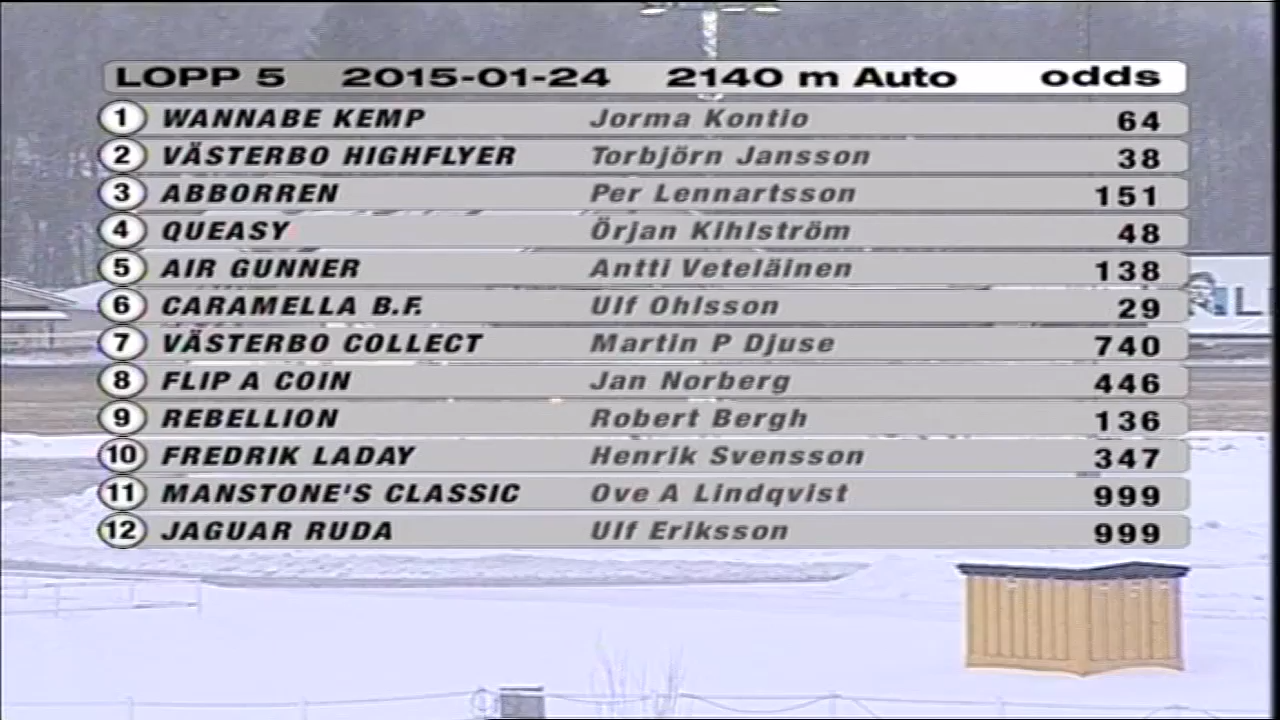 LOPP 5 2015-01-24 2140 m Auto odds
1 WANNABE KEMP Jorma Kontio 64
2 VÄSTERBO HIGHFLYER Torbjörn Jansson 38
3 ABBORREN Per Lennartsson 151
4 QUEASY Örjan Kihlström 48
5 AIR GUNNER Antti Veteläinen 138
6 CARAMELLA B.F. Ulf Ohlsson 29
7 VÄSTERBO COLLECT Martin P Djuse 740
8 FLIP A COIN Jan Norberg 446
9 REBELLION Robert Bergh 136
10 FREDRIK LADAY Henrik Svensson 347
11 MANSTONE'S CLASSIC Ove A Lindqvist 999
12 JAGUAR RUDA Ulf Eriksson 999